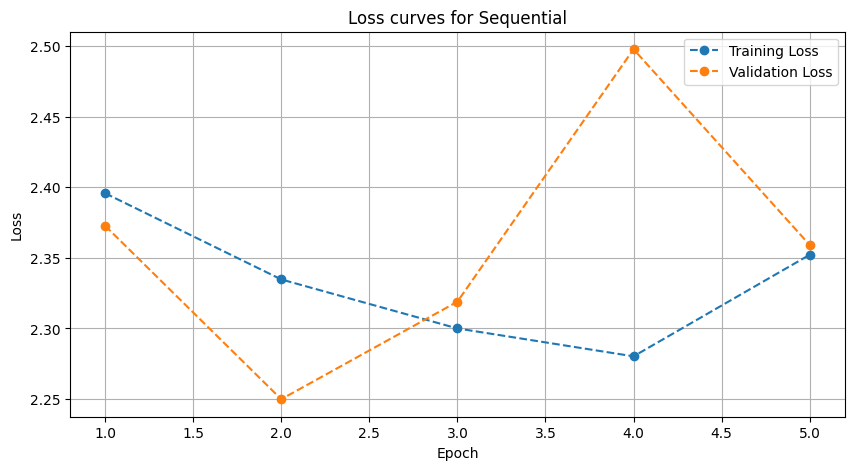 Loss curves for Sequential
Training Loss
Validation Loss
2.50
2.45
2.40
2.35
2.30
2.25
Loss
1.0 1.5 2.0 2.5 3.0 3.5 4.0 4.5 5.0
Epoch